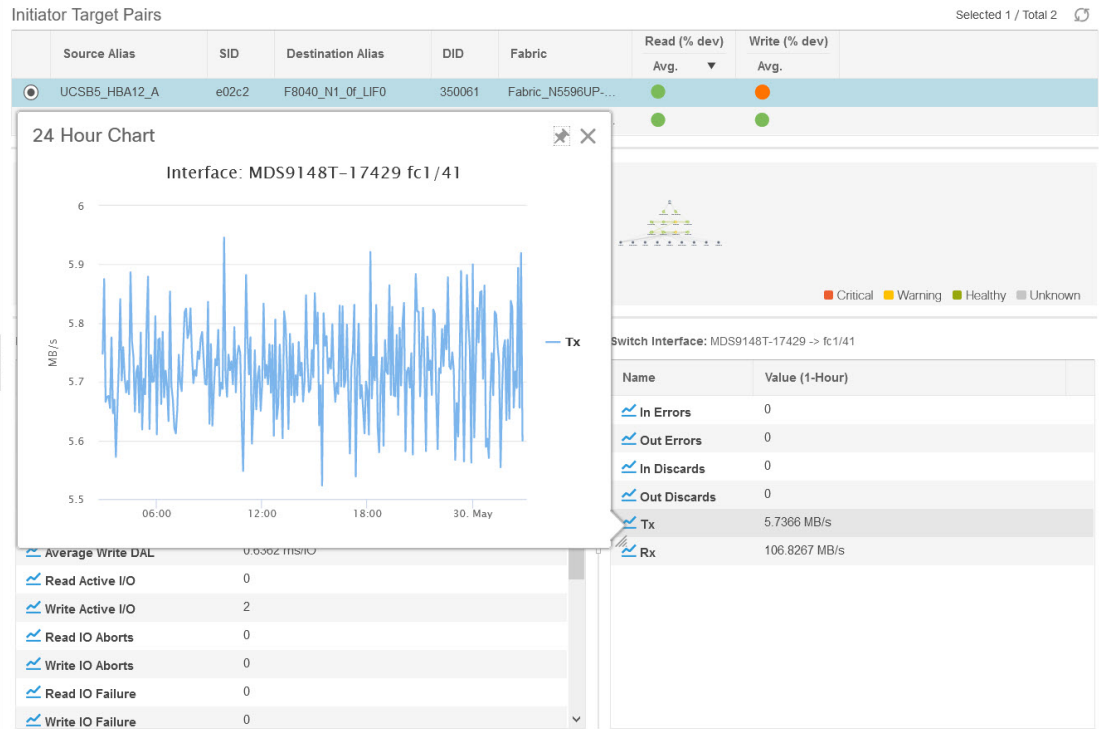 Initiator Target Pairs
Selected 1 / Total 2
Source Alias SID Destination Alias DID Fabric Read (% dev) Write (% dev)
Avg. ▼ Avg.
UCSB5_HBA12_A e02c2 F8040_N1_0f_LIF0 350061 Fabric_N5596UP-...
24 Hour Chart
Interface: MDS9148T-17429 fc1/41
6
5.9
5.8
5.7
5.6
5.5
MB/s
06:00 12:00 18:00 30. May
Tx
Critical Warning Healthy Unknown
Switch Interface: MDS9148T-17429 -> fc1/41
Name Value (1-Hour)
In Errors 0
Out Errors 0
In Discards 0
Out Discards 0
Tx 5.7366 MB/s
Rx 106.8267 MB/s
Average Write DAL 0.6362 ms/IO
Read Active I/O 0
Write Active I/O 2
Read IO Aborts 0
Write IO Aborts 0
Read IO Failure 0
Write IO Failure 0